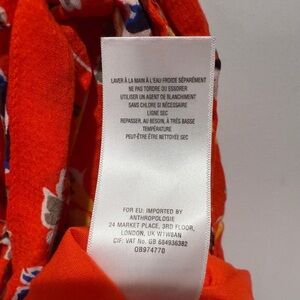 LAVER À LA MAIN À L'EAU FROIDE SÉPARÉMENT
NE PAS TORDRE OU ESSORER
UTILISER UN AGENT DE BLANCHIMENT
SANS CHLORE SI NÉCESSAIRE
LIGNE SEC
REPASSER, AU BESOIN, À TRÈS BASSE
TEMPÉRATURE
PEUT-ÊTRE ÊTRE NETTOYÉE SEC
FOR EU: IMPORTED BY
ANTHROPOLOGIE
24 MARKET PLACE, 3RD FLOOR,
LONDON, UK W1W8AN
CIF: VAT No. GB 684936382
OB974770